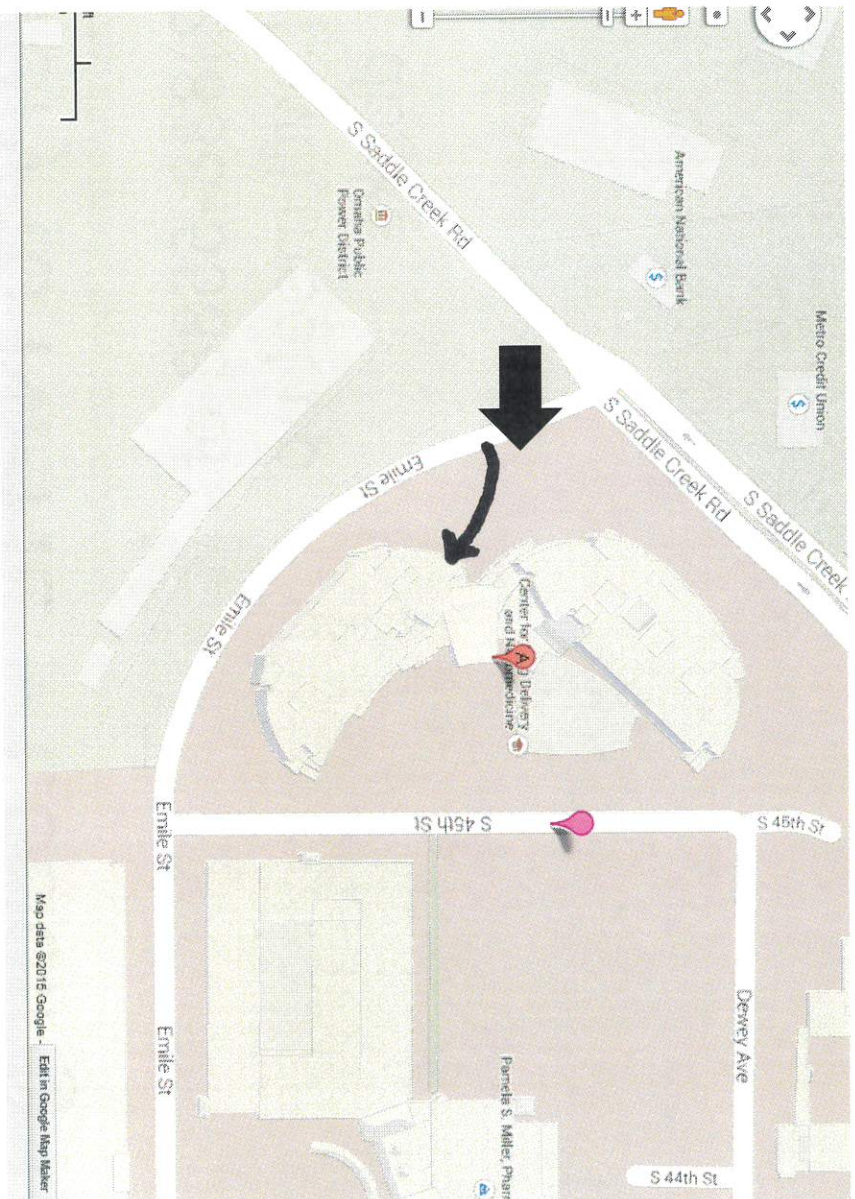 S Saddle Creek
Metro Credit Union
S 45th St
Dewey Ave
S 44th St
S Saddle Creek Rd
American National Bank
S 45th St
Center for Delivery
and
A
Pamela S. Miller, Pharm
S Saddle Creek Rd
Omaha Public
Power District
Emile St
Emile St
Emile St
Emile St
ft
Map data ©2015 Google -
Edit in Google Map Maker